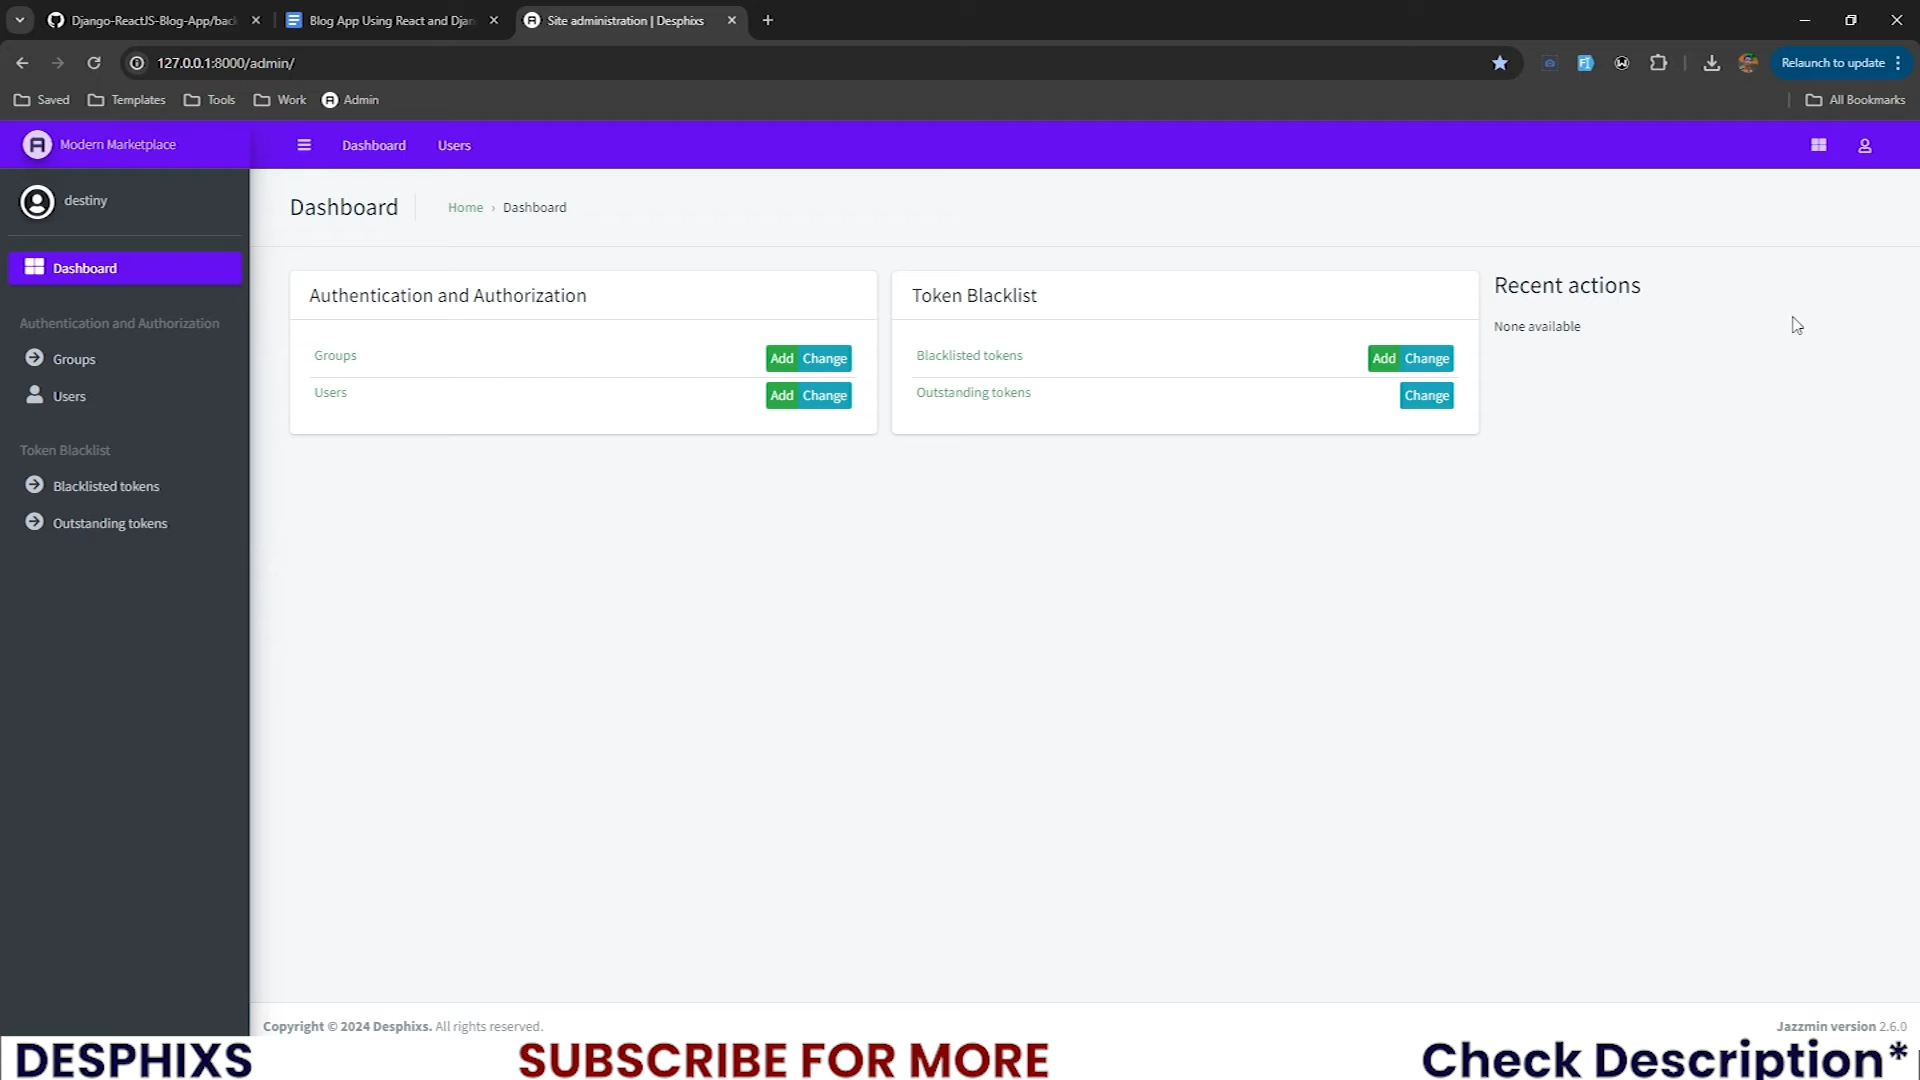 Django-ReactJS-Blog-App/back
Blog App Using React and Djan
Site administration | Desphixs
127.0.0.1:8000/admin/
Relaunch to update
Saved
Templates
Tools
Work
Admin
All Bookmarks
Modern Marketplace
Dashboard
Users
destiny
Dashboard
Home › Dashboard
Dashboard
Authentication and Authorization
Groups
Users
Token Blacklist
Blacklisted tokens
Outstanding tokens
Authentication and Authorization
Groups Add Change
Users Add Change
Token Blacklist
Blacklisted tokens Add Change
Outstanding tokens Change
Recent actions
None available
Copyright © 2024 Desphixs. All rights reserved.
Jazzmin version 2.6.0
DESPHIXS
SUBSCRIBE FOR MORE
Check Description*